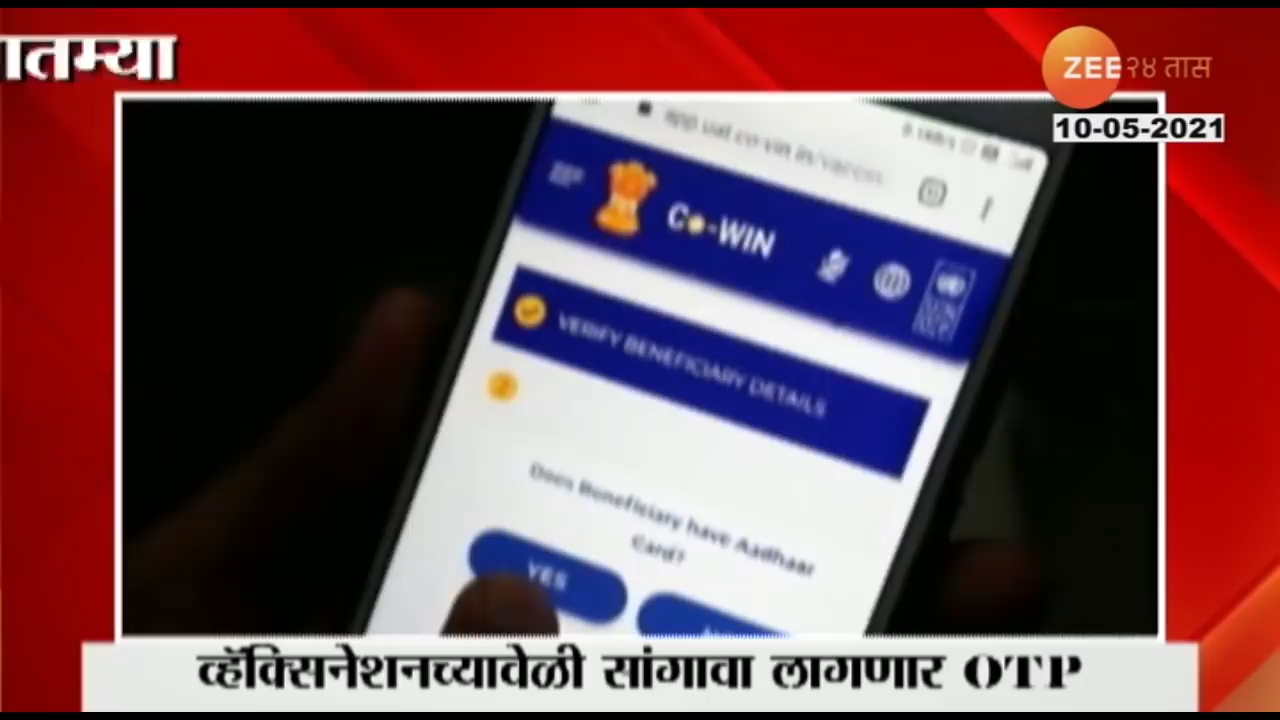 ातम्या
ZEE २४ तास
10-05-2021
Co-WIN
VERIFY BENEFICIARY DETAILS
Does Beneficiary have Aadhaar
Card?
YES
व्हॅक्सिनेशनच्यावेळी सांगावा लागणार OTP